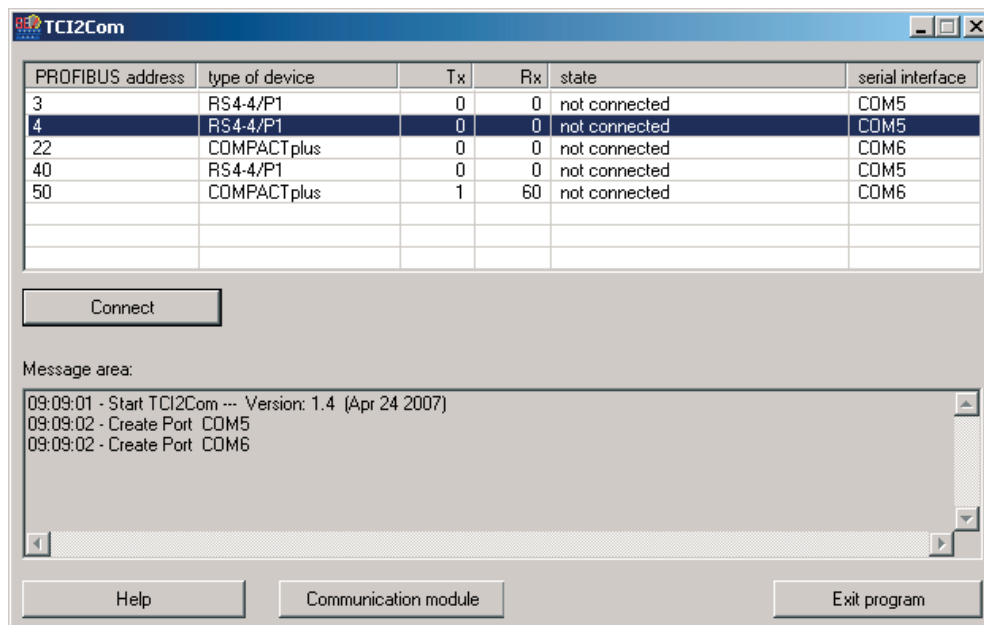 TCI2Com
PROFIBUS address type of device Tx Rx state serial interface
3 RS4-4/P1 0 0 not connected COM5
4 RS4-4/P1 0 0 not connected COM5
22 COMPACTplus 0 0 not connected COM6
40 RS4-4/P1 0 0 not connected COM5
50 COMPACTplus 1 60 not connected COM6
Connect
Message area:
09:09:01 - Start TCI2Com --- Version: 1.4 (Apr 24 2007)
09:09:02 - Create Port COM5
09:09:02 - Create Port COM6
Help Communication module Exit program